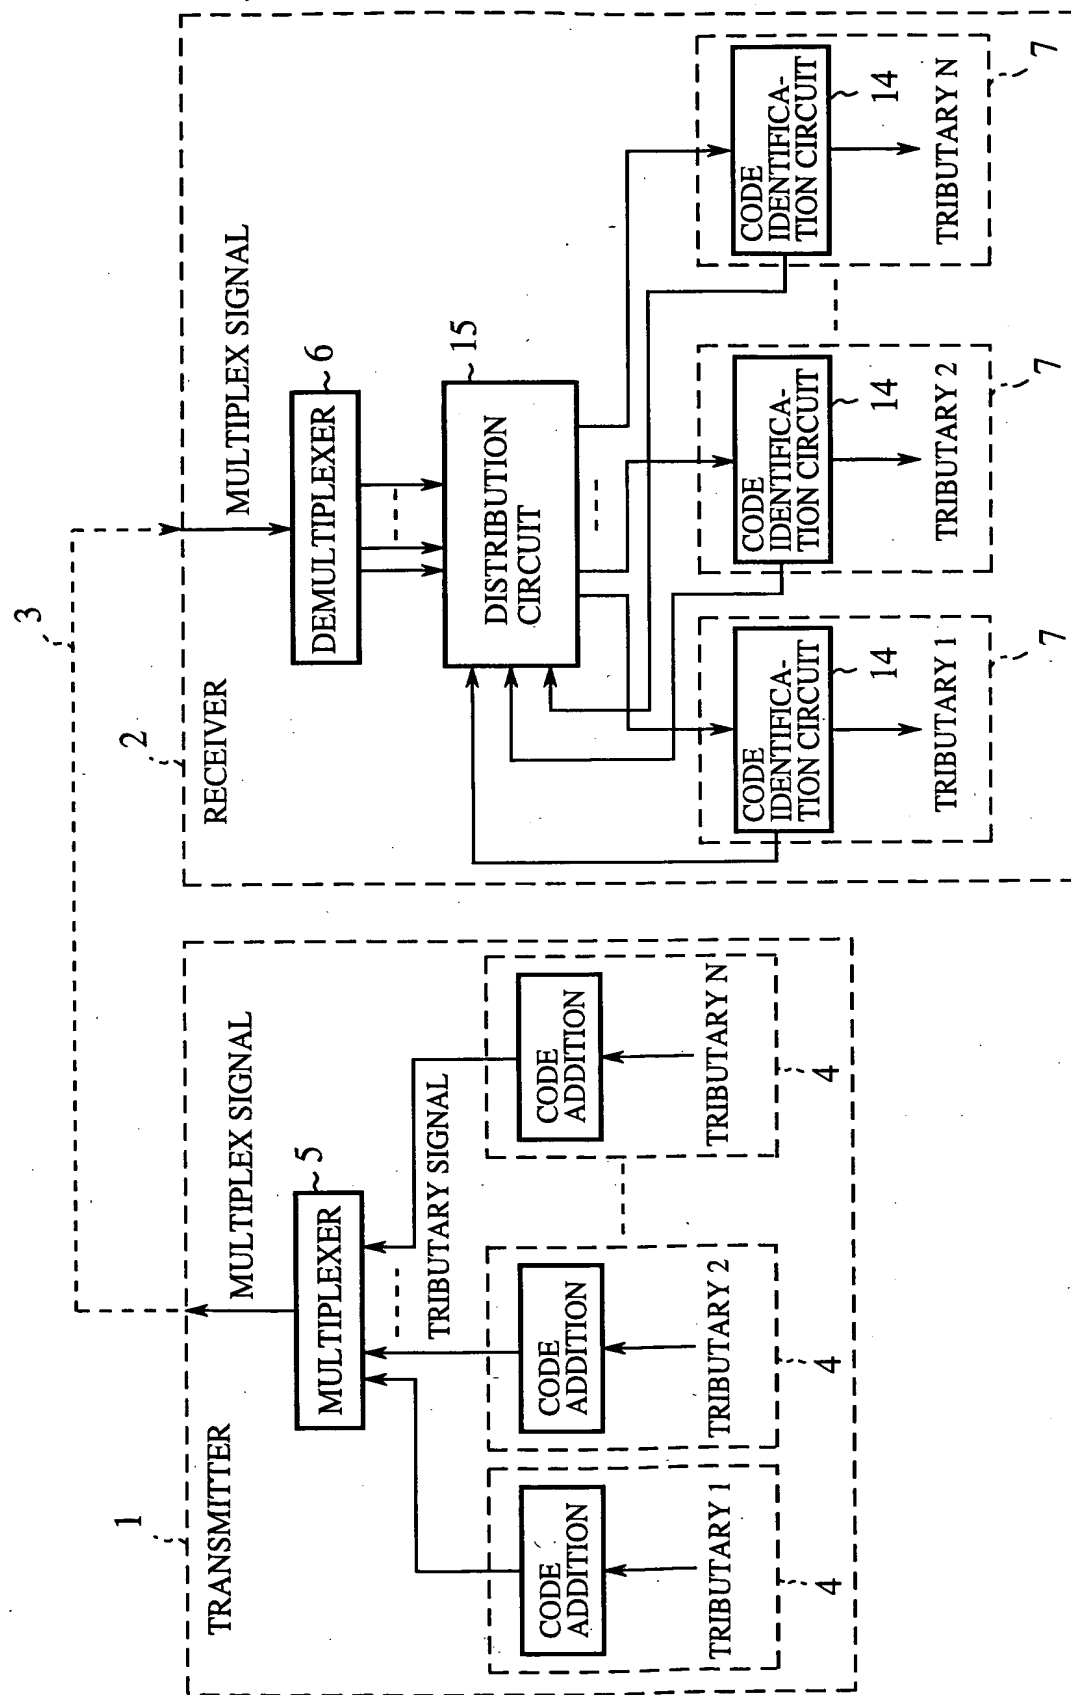 3
1
TRANSMITTER
MULTIPLEX SIGNAL
MULTIPLEXER
5
TRIBUTARY SIGNAL
CODE
ADDITION
TRIBUTARY 1
4
CODE
ADDITION
TRIBUTARY 2
4
CODE
ADDITION
TRIBUTARY N
4
2
RECEIVER
MULTIPLEX SIGNAL
DEMULTIPLEXER
6
DISTRIBUTION
CIRCUIT
15
CODE
IDENTIFICA-
TION CIRCUIT
14
TRIBUTARY 1
7
CODE
IDENTIFICA-
TION CIRCUIT
14
TRIBUTARY 2
7
CODE
IDENTIFICA-
TION CIRCUIT
14
TRIBUTARY N
7